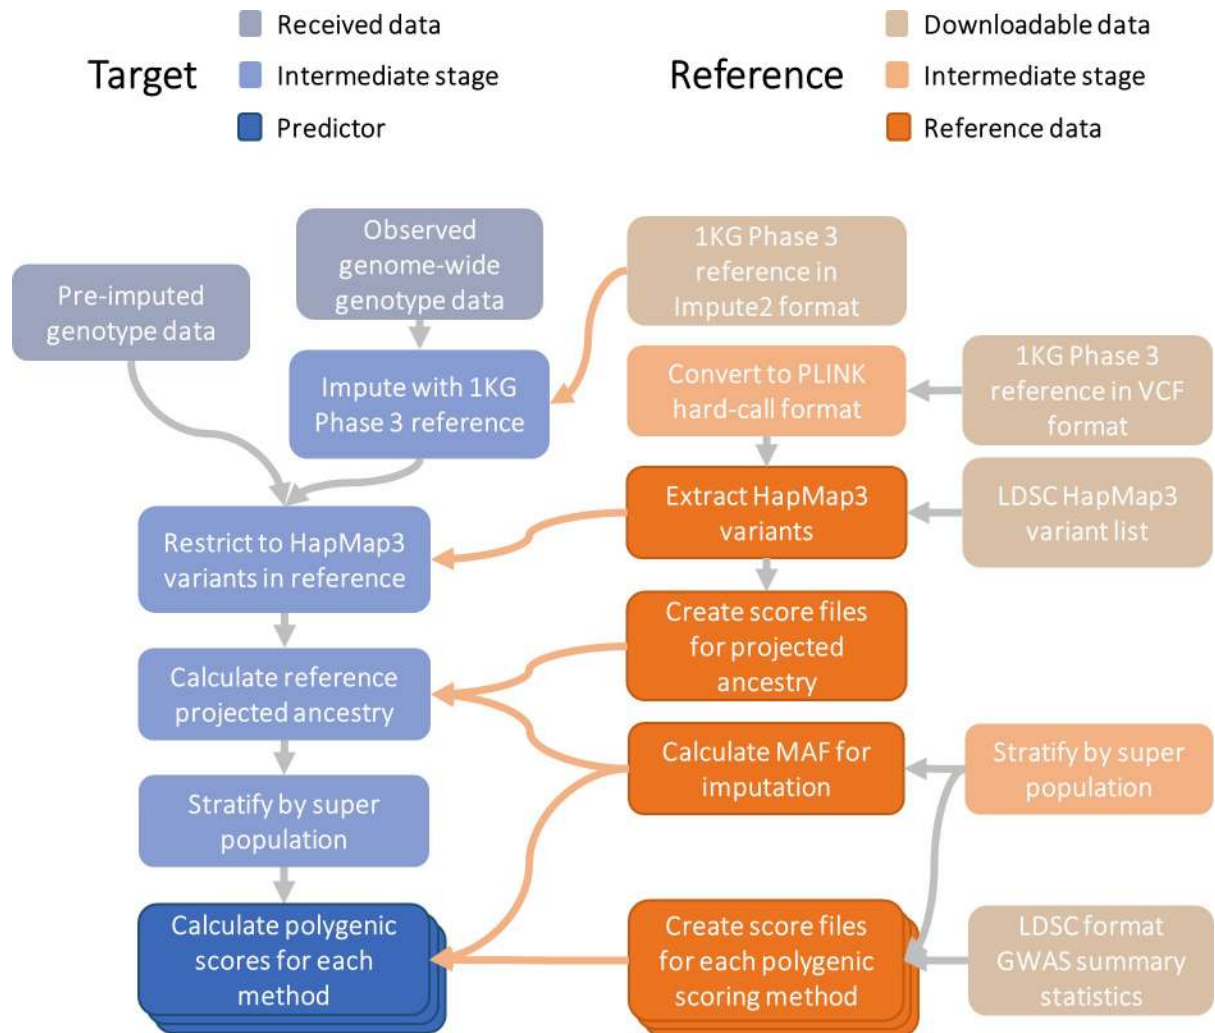 Target
Received data
Intermediate stage
Predictor
Reference
Downloadable data
Intermediate stage
Reference data
Pre-imputed
genotype data
Observed
genome-wide
genotype data
Impute with 1KG
Phase 3 reference
Restrict to HapMap3
variants in reference
Calculate reference
projected ancestry
Stratify by super
population
Calculate polygenic
scores for each
method
1KG Phase 3
reference in
Impute2 format
Convert to PLINK
hard-call format
Extract HapMap3
variants
Create score files
for projected
ancestry
Calculate MAF for
imputation
Create score files
for each polygenic
scoring method
1KG Phase 3
reference in VCF
format
LDSC HapMap3
variant list
Stratify by super
population
LDSC format
GWAS summary
statistics